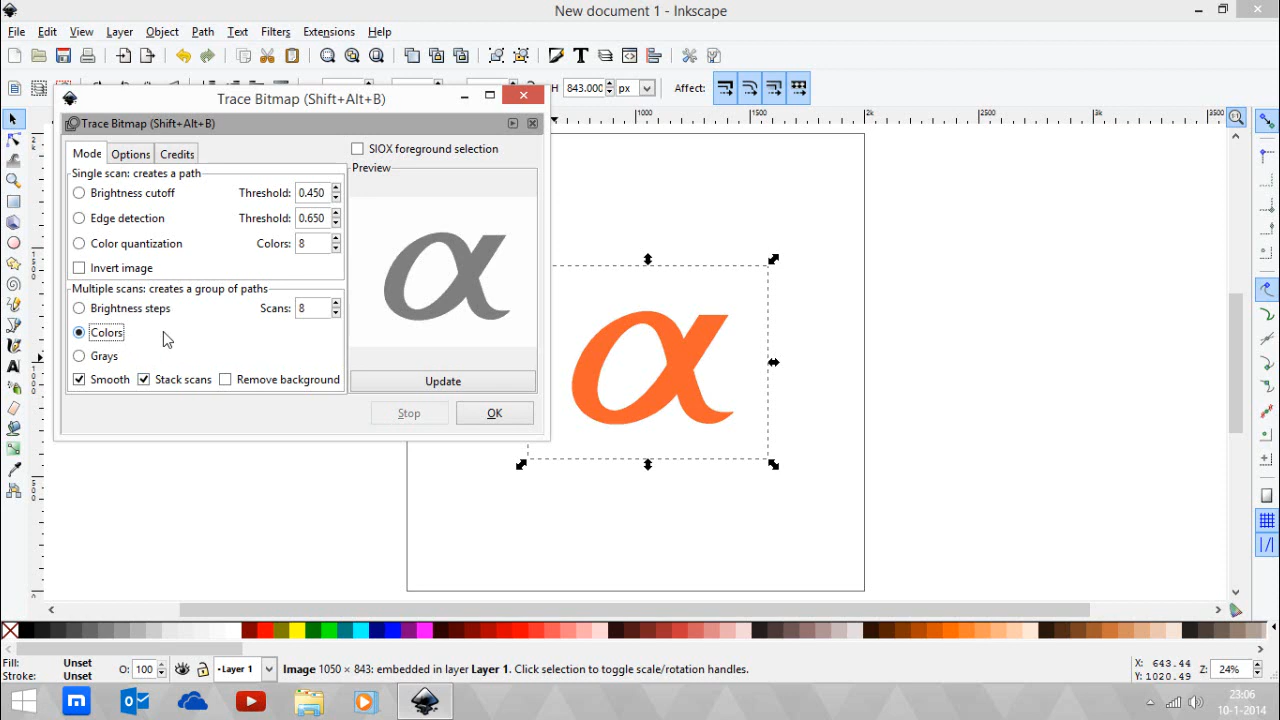 New document 1 - Inkscape
File Edit View Layer Object Path Text Filters Extensions Help
H 843.000 px Affect:
Trace Bitmap (Shift+Alt+B)
Trace Bitmap (Shift+Alt+B)
Mode Options Credits
SIOX foreground selection
Single scan: creates a path
Preview
Brightness cutoff Threshold: 0.450
Edge detection Threshold: 0.650
Color quantization Colors: 8
Invert image
Multiple scans: creates a group of paths
Brightness steps Scans: 8
Colors
Grays
Smooth Stack scans Remove background
Update
Stop OK
α
α
1000 1500 2k 2500 3k 3500
Fill: Unset
Stroke: Unset
O: 100
Layer 1
Image 1050 × 843: embedded in layer Layer 1. Click selection to toggle scale/rotation handles.
X: 643.44
Y: 1020.49
Z: 24%
23:06
10-1-2014